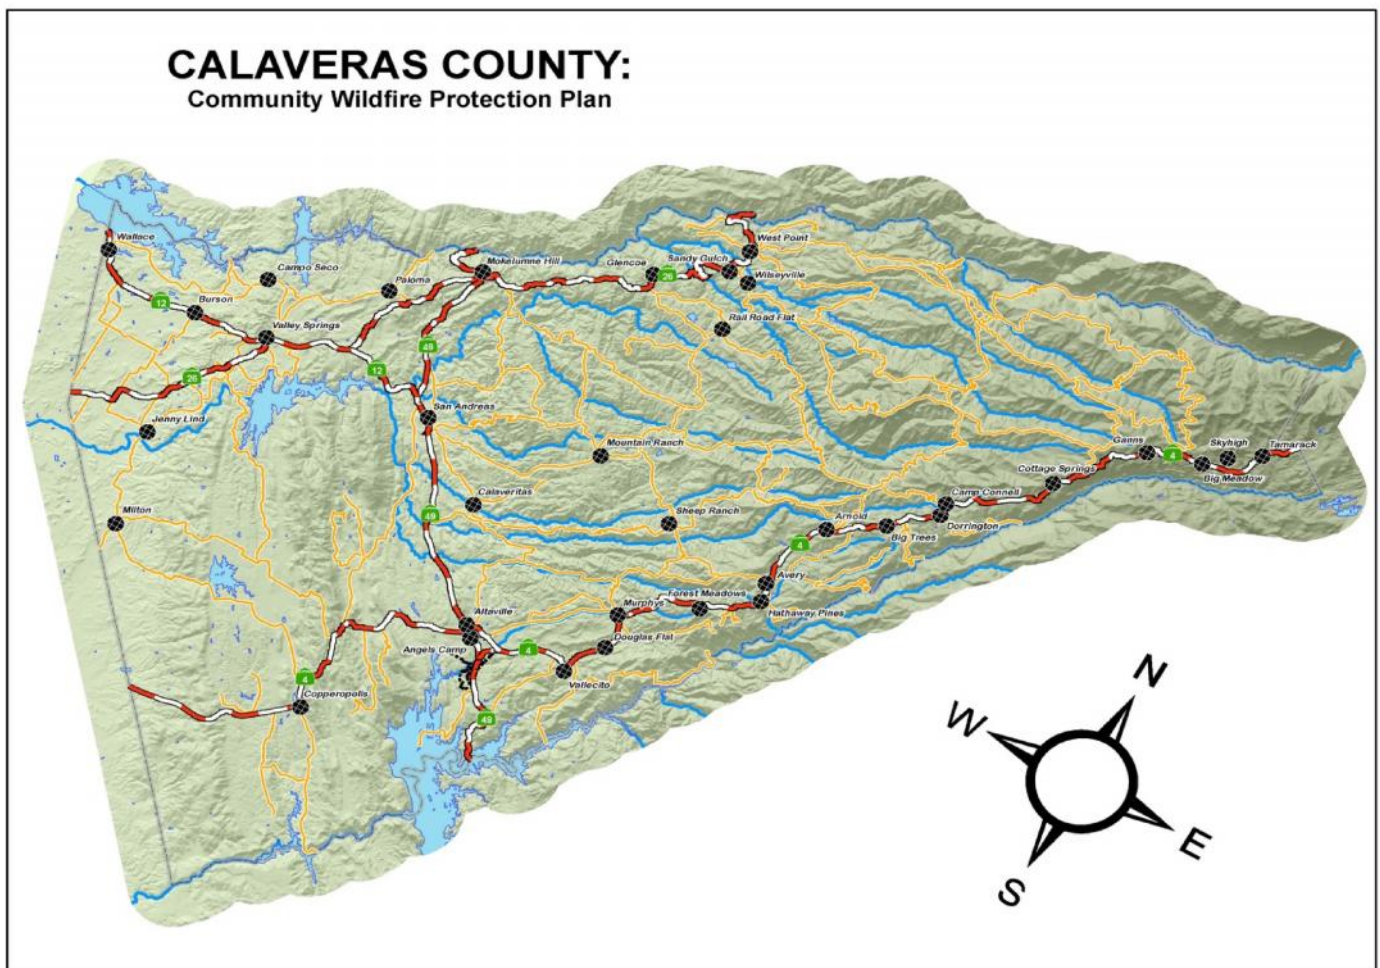 CALAVERAS COUNTY:
Community Wildfire Protection Plan
Wallace
West Point
Campo Seco
Mokelumne Hill
Glencoe
Sandy Gulch
Paloma
26
Wilseyville
12
Burson
Rail Road Flat
Valley Springs
49
26
12
Jenny Lind
San Andreas
Mountain Ranch
Ganns
4
Skyhigh
Tamarack
Cottage Springs
Big Meadow
Calaveritas
Camp Connell
Milton
49
Sheep Ranch
Arnold
Dorrington
Big Trees
4
Avery
Forest Meadows
Murphys
Hathaway Pines
Altaville
Douglas Flat
Angels Camp
4
4
Vallecito
Copperopolis
49
N
W
E
S